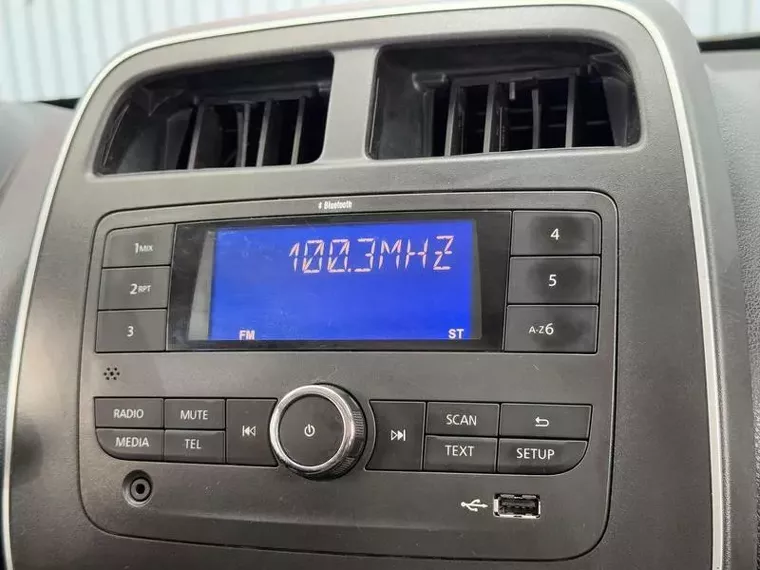 Bluetooth
1MIX
2RPT
3
100.3MHZ
FM
ST
4
5
A-Z6
RADIO
MUTE
MEDIA
TEL
SCAN
TEXT
SETUP